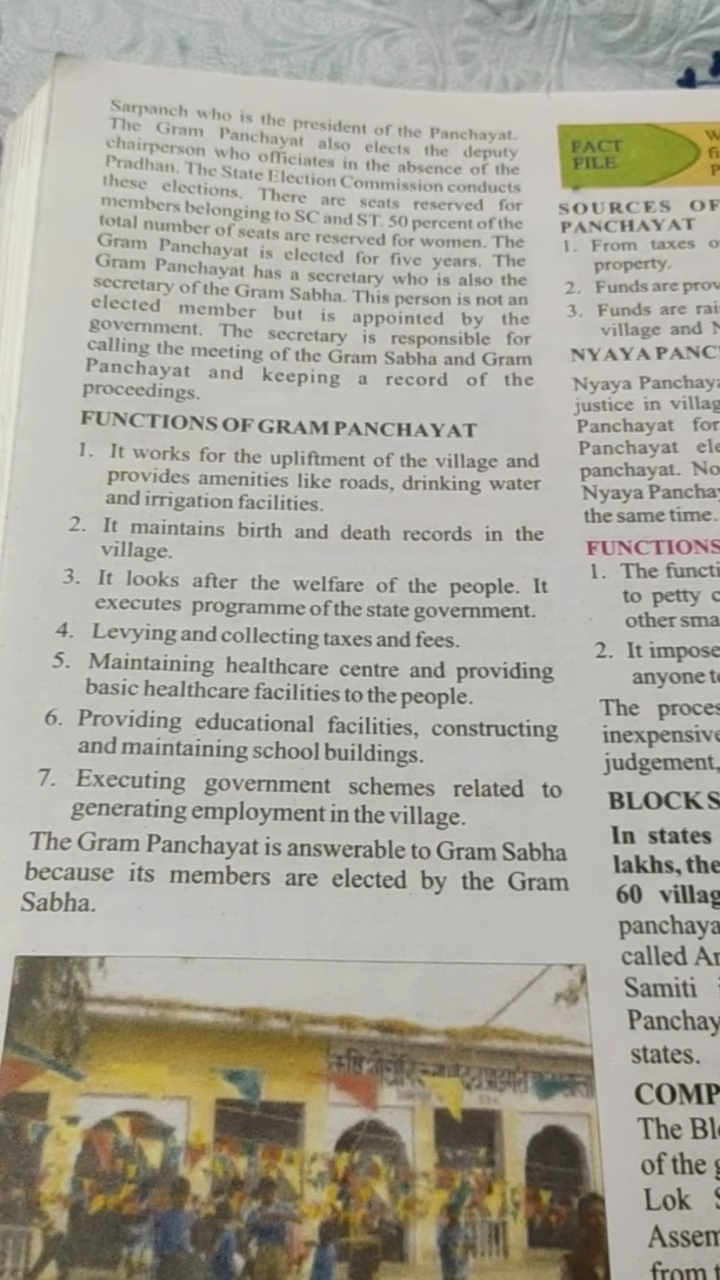 Sarpanch who is the president of the Panchayat.
The Gram Panchayat also elects the deputy
chairperson who officiates in the absence of the
Pradhan. The State Election Commission conducts
these elections. There are seats reserved for
members belonging to SC and ST. 50 percent of the
total number of seats are reserved for women. The
Gram Panchayat is elected for five years. The
Gram Panchayat has a secretary who is also the
secretary of the Gram Sabha. This person is not an
elected member but is appointed by the
government. The secretary is responsible for
calling the meeting of the Gram Sabha and Gram
Panchayat and keeping a record of the
proceedings.
FUNCTIONS OF GRAM PANCHAYAT
1. It works for the upliftment of the village and
provides amenities like roads, drinking water
and irrigation facilities.
2. It maintains birth and death records in the
village.
3. It looks after the welfare of the people. It
executes programme of the state government.
4. Levying and collecting taxes and fees.
5. Maintaining healthcare centre and providing
basic healthcare facilities to the people.
6. Providing educational facilities, constructing
and maintaining school buildings.
7. Executing government schemes related to
generating employment in the village.
The Gram Panchayat is answerable to Gram Sabha
because its members are elected by the Gram
Sabha.
FACT
FILE
SOURCES OF
PANCHAYAT
1. From taxes
property.
2. Funds are
3. Funds are
village and
NYAYA
Nyaya
justice in
Panchayat for
Panchayat
panchayat.
Nyaya
the same time.
FUNCTIONS
1. The
to petty
other
2. It
anyone
The
inexpensive
judgement,
BLOCK
In states
lakhs, the
60
called
Samiti
states.
The
of the
Lok
from